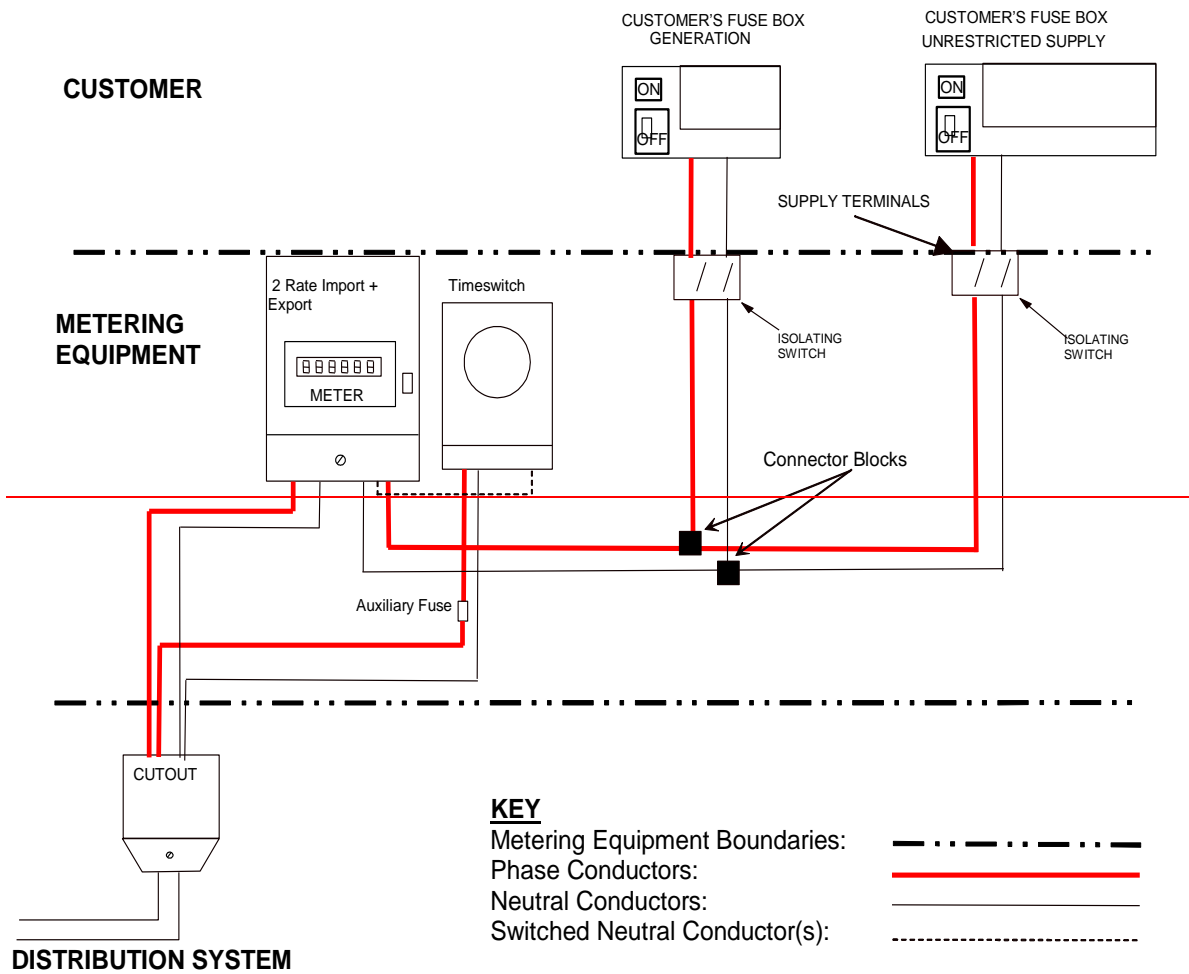 CUSTOMER'S FUSE BOX
GENERATION
CUSTOMER'S FUSE BOX
UNRESTRICTED SUPPLY
CUSTOMER
ON
OFF
ON
OFF
SUPPLY TERMINALS
2 Rate Import +
Export
Timeswitch
METERING
EQUIPMENT
ISOLATING
SWITCH
ISOLATING
SWITCH
METER
Connector Blocks
Auxiliary Fuse
CUTOUT
KEY
Metering Equipment Boundaries:
Phase Conductors:
Neutral Conductors:
Switched Neutral Conductor(s):
DISTRIBUTION SYSTEM